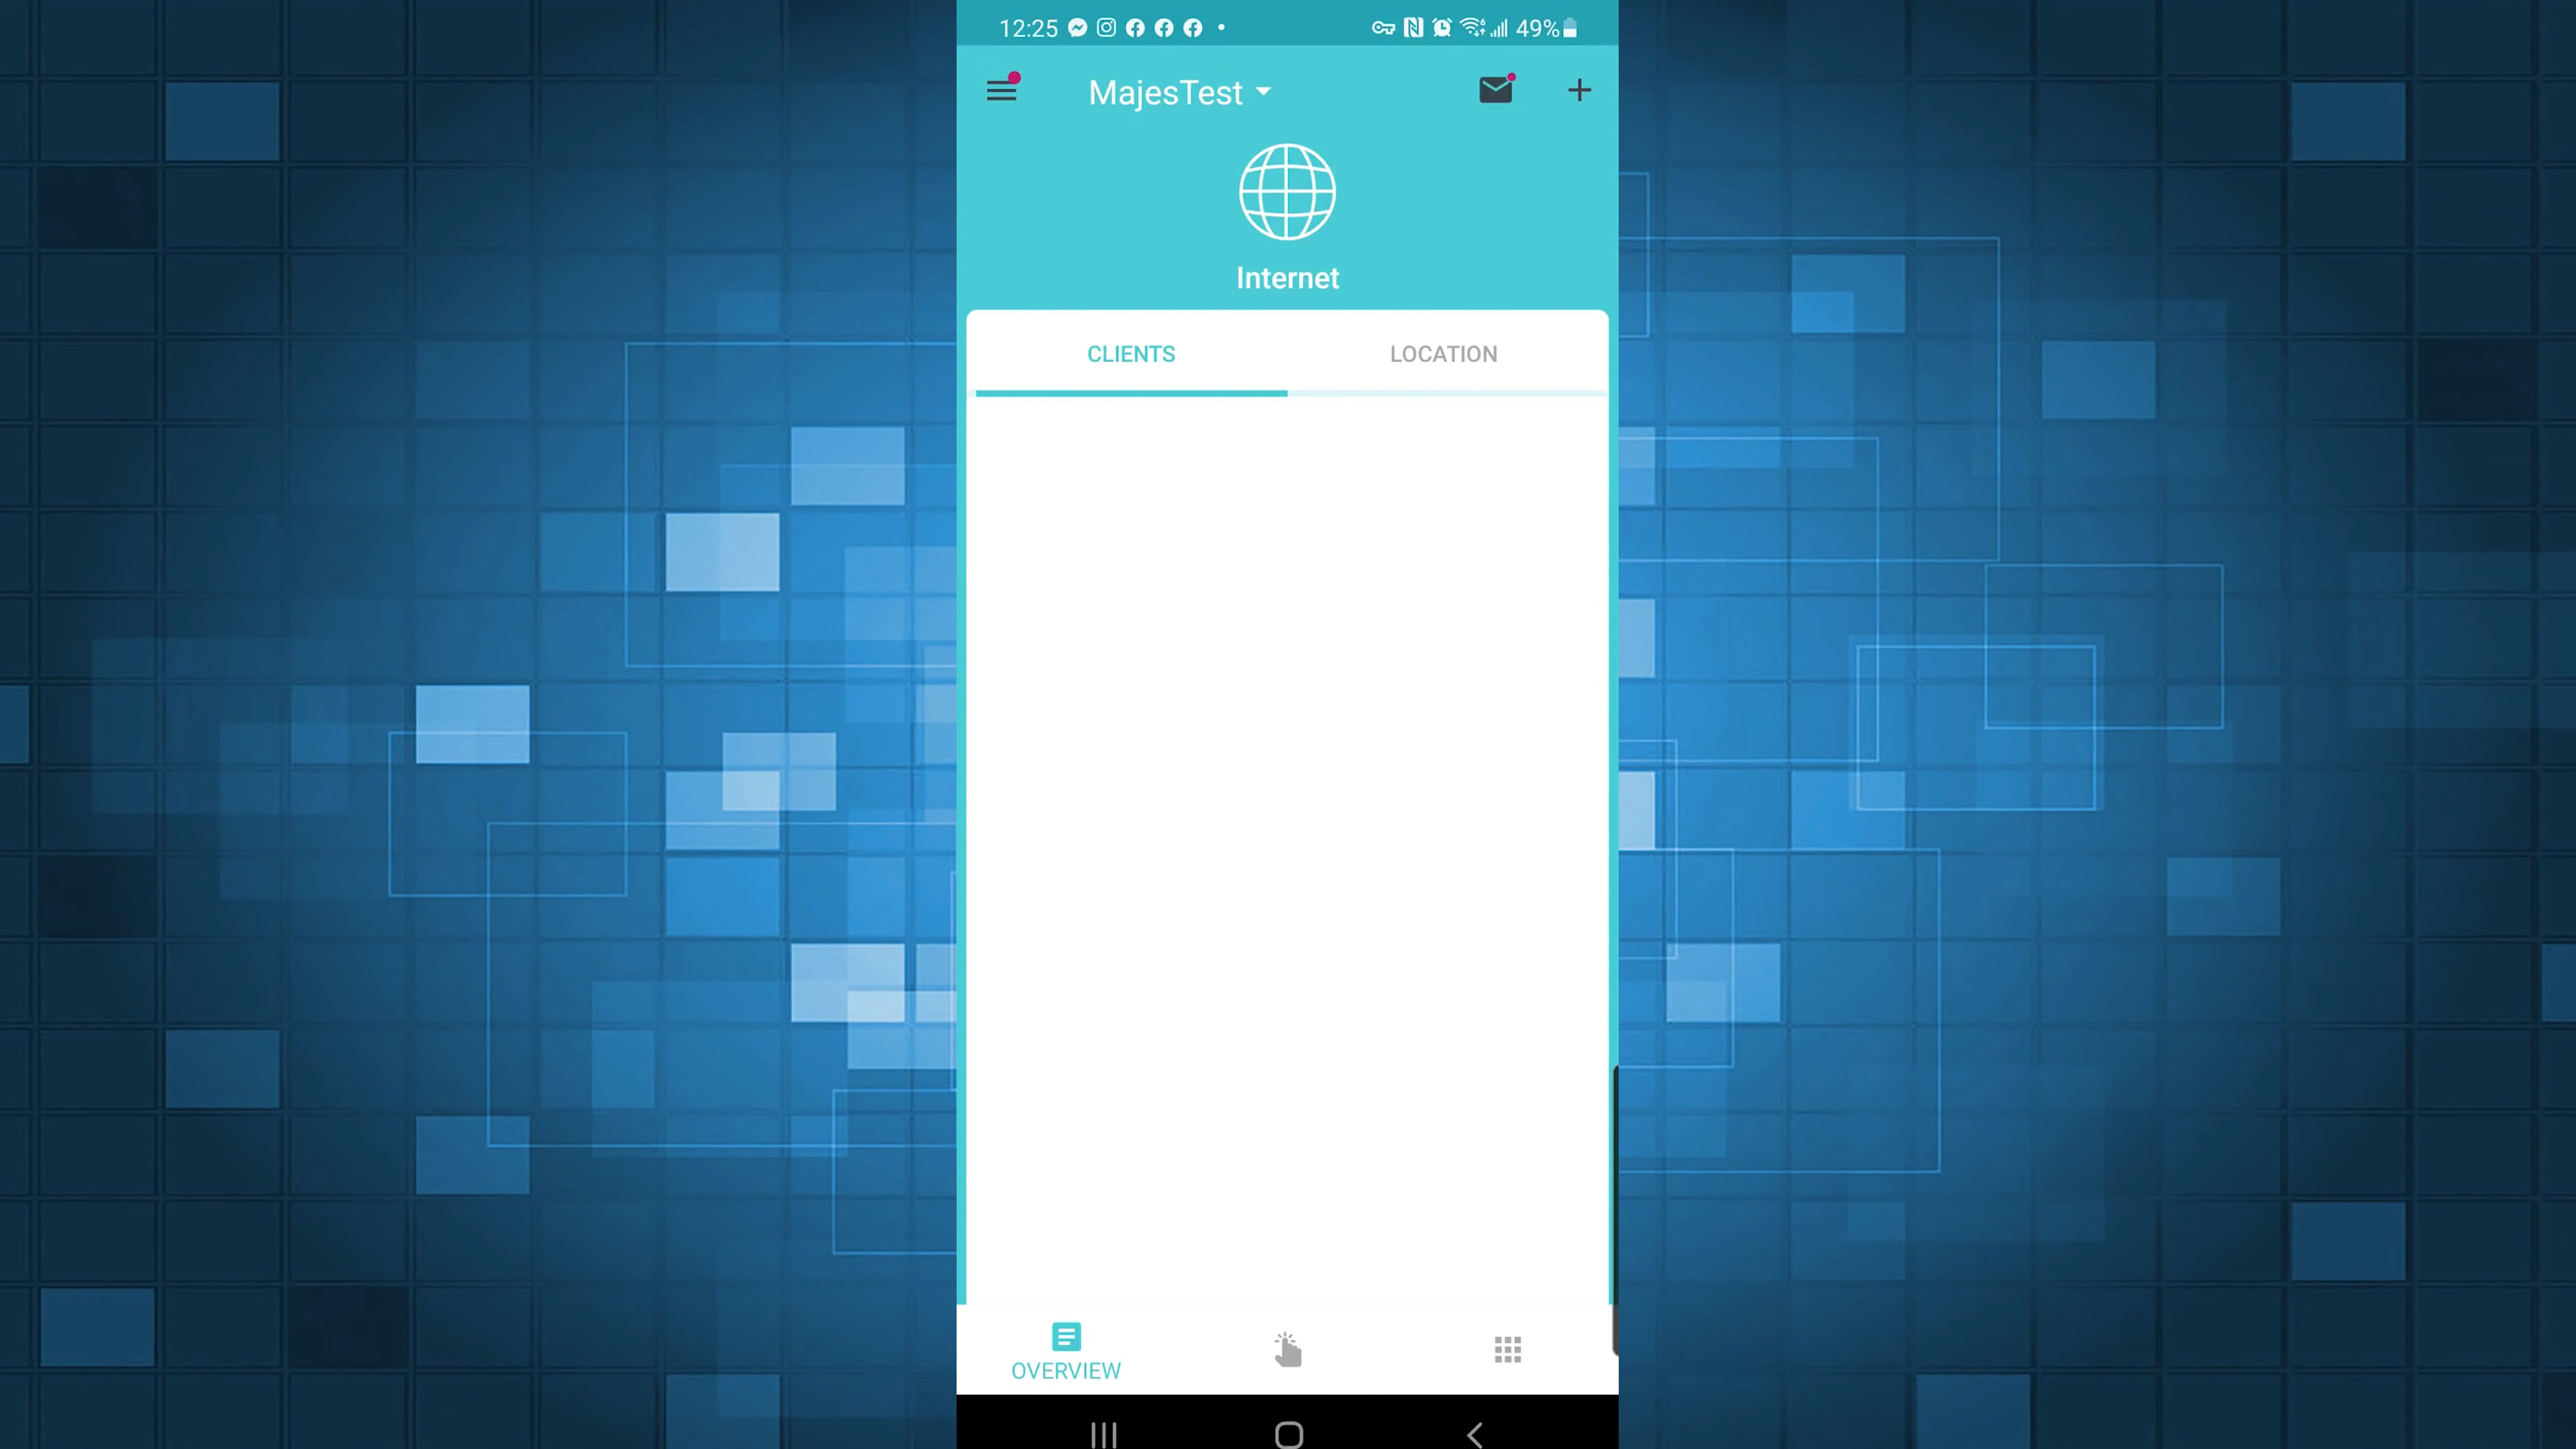 12:25
49%
MajesTest
Internet
CLIENTS
LOCATION
OVERVIEW